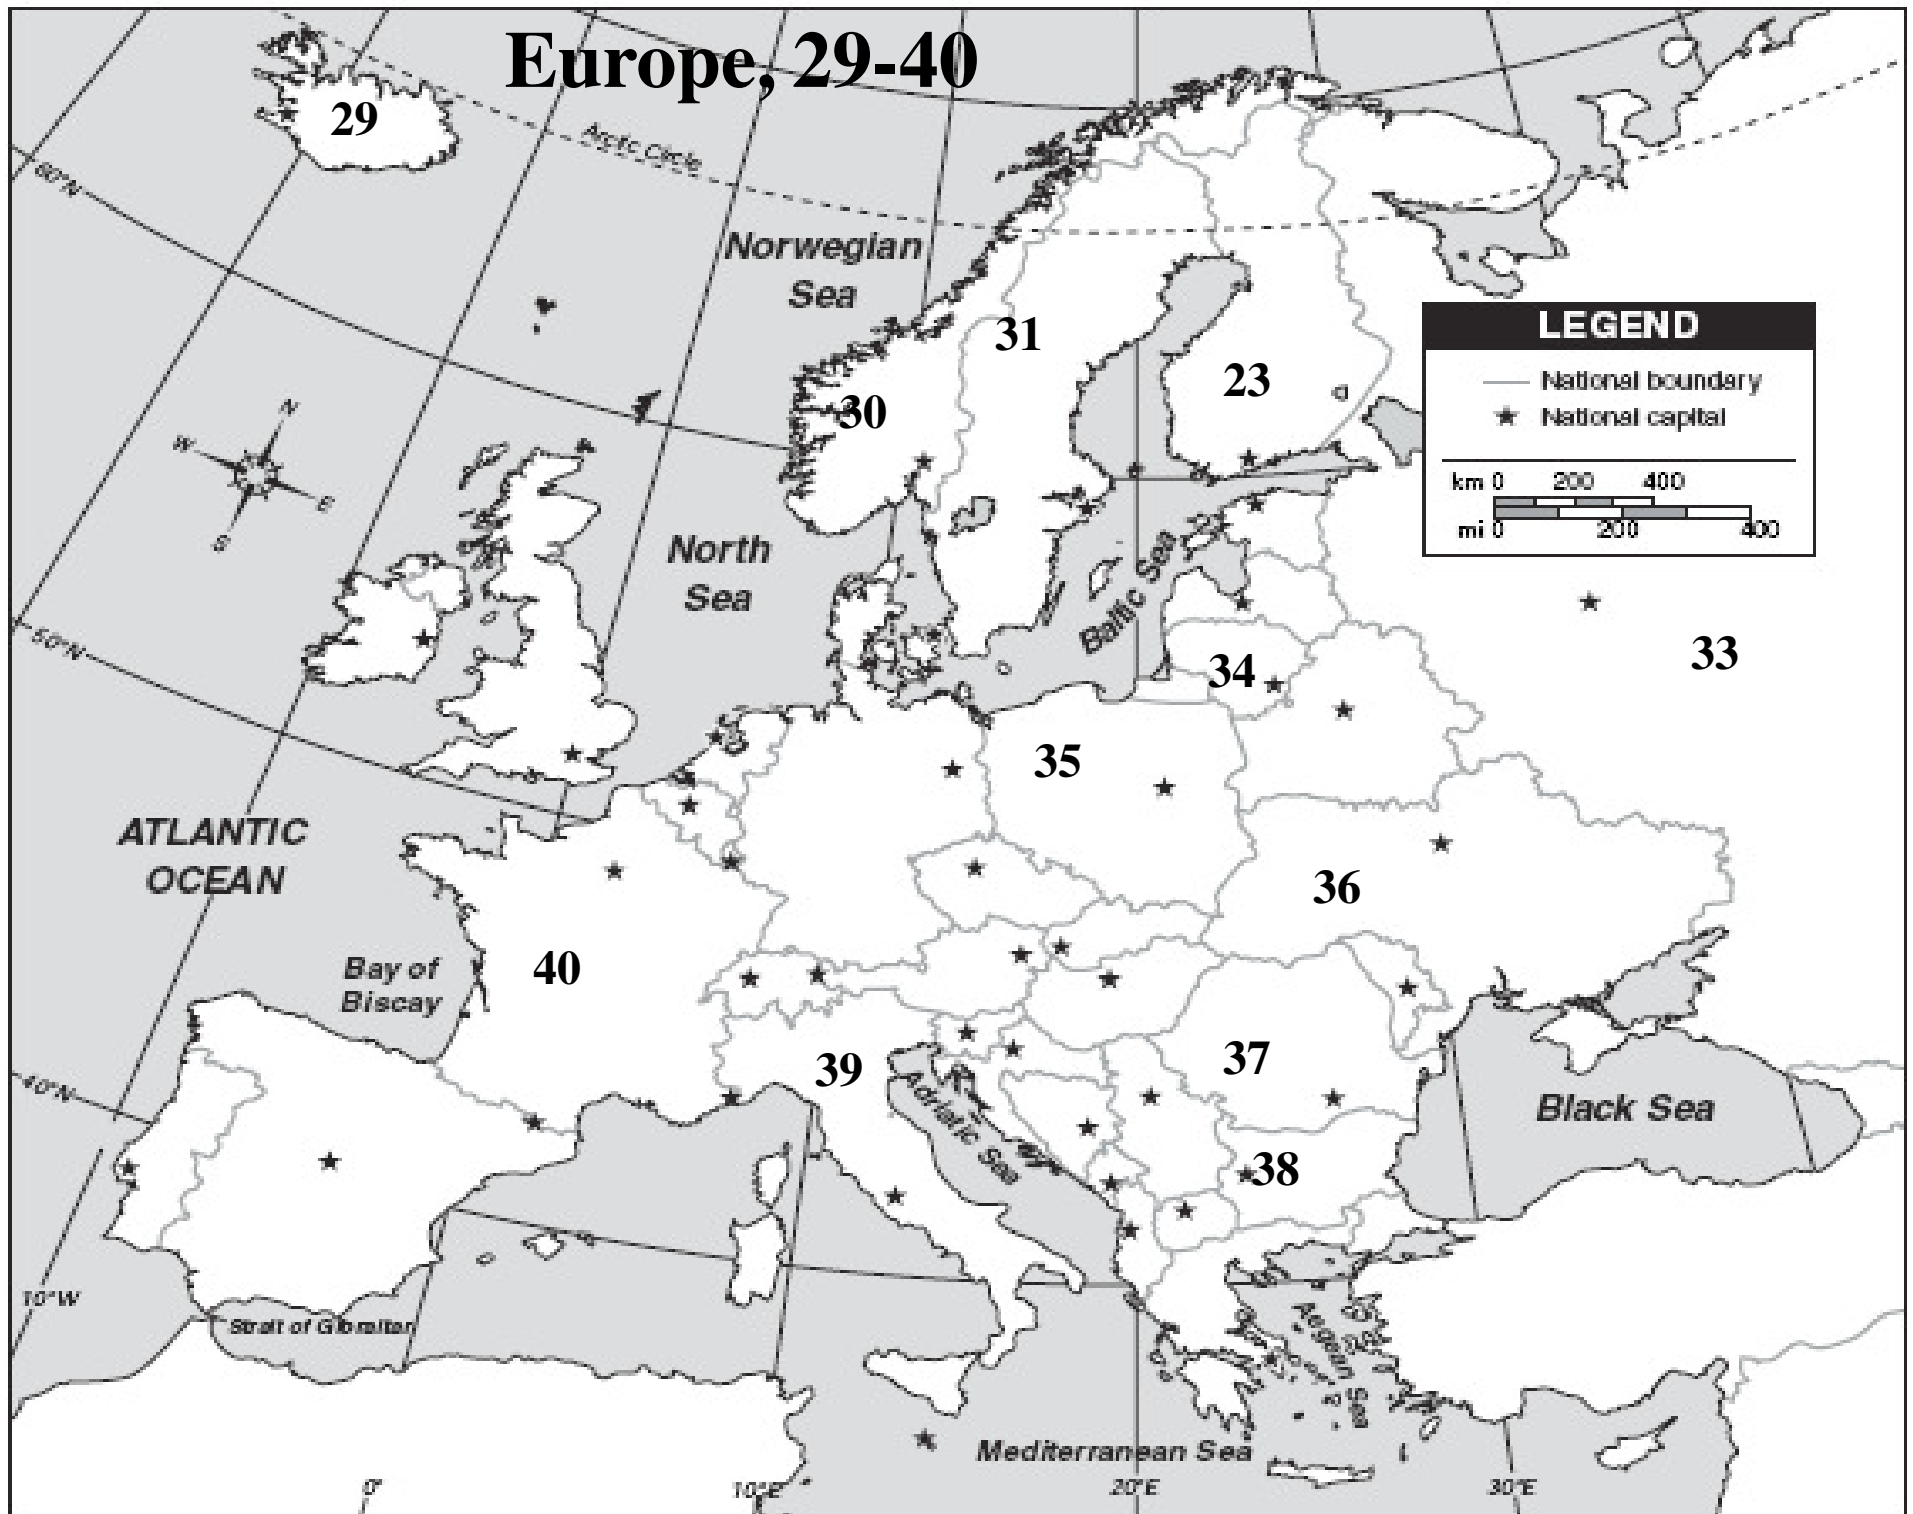 Europe, 29-40
29
Arctic Circle
60°N
Norwegian
Sea
31
LEGEND
National boundary
National capital
23
30
N
W
E
S
km 0 200 400
mi 0 200 400
North
Sea
Baltic Sea
50°N
33
34
35
ATLANTIC
OCEAN
36
40
Bay of
Biscay
39
37
40°N
Adriatic Sea
Black Sea
38
10°W
Strait of Gibraltar
Aegean Sea
Mediterranean Sea
0°
10°E
20°E
30°E